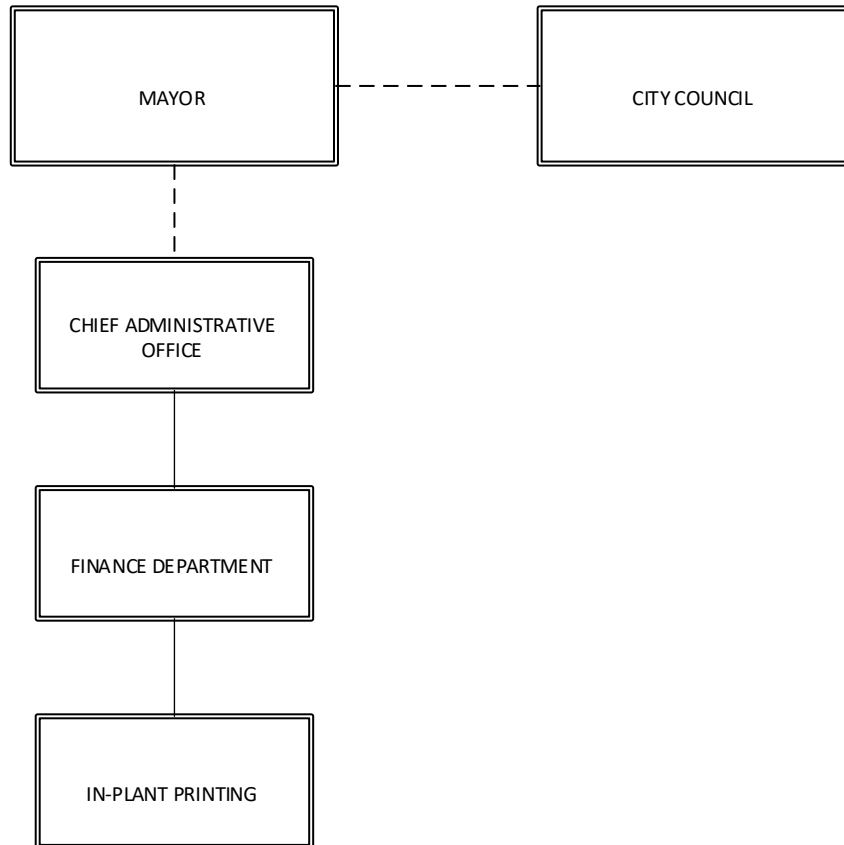 MAYOR
CITY COUNCIL
CHIEF ADMINISTRATIVE
OFFICE
FINANCE DEPARTMENT
IN-PLANT PRINTING